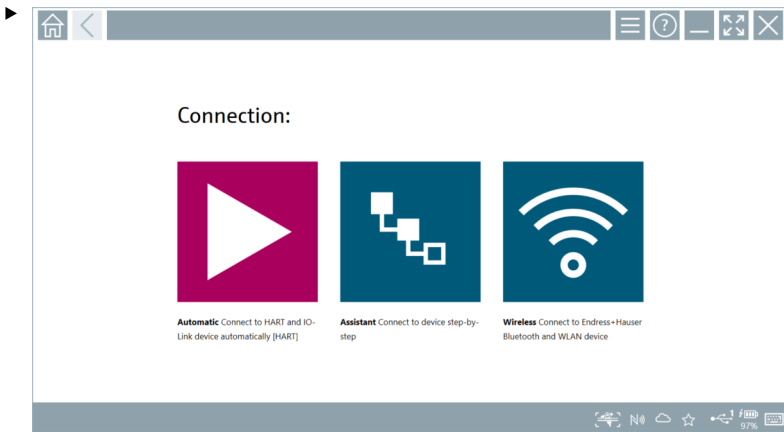 Connection:
Automatic Connect to HART and IO-
Link device automatically [HART]
Assistant Connect to device step-by-
step
Wireless Connect to Endress+Hauser
Bluetooth and WLAN device
1
97%